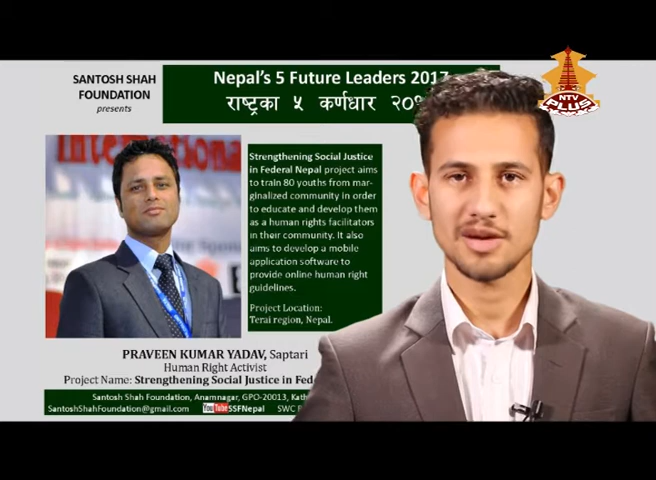 SANTOSH SHAH
FOUNDATION
presents
Nepal's 5 Future Leaders 2017
राष्ट्रका ५ कर्णधार
NTV
PLUS
Strengthening Social Justice
in Federal Nepal project aims
to train 80 youths from mar-
ginalized community in order
to educate and develop them
as a human rights facilitators
in their community. It also
aims to develop a mobile
application software to
provide online human right
guidelines.
Project Location:
Terai region, Nepal.
PRAVEEN KUMAR YADAV, Saptari
Human Right Activist
Project Name: Strengthening Social Justice in Fed
Santosh Shah Foundation, Anamnagar, GPO-20013, Kath
SantoshShahFoundation@gmail.com YouTube SSFNepal SWC